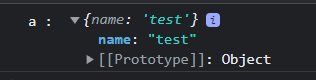 a : ▼{name: 'test'} i
name: "test"
▶[[Prototype]]: Object